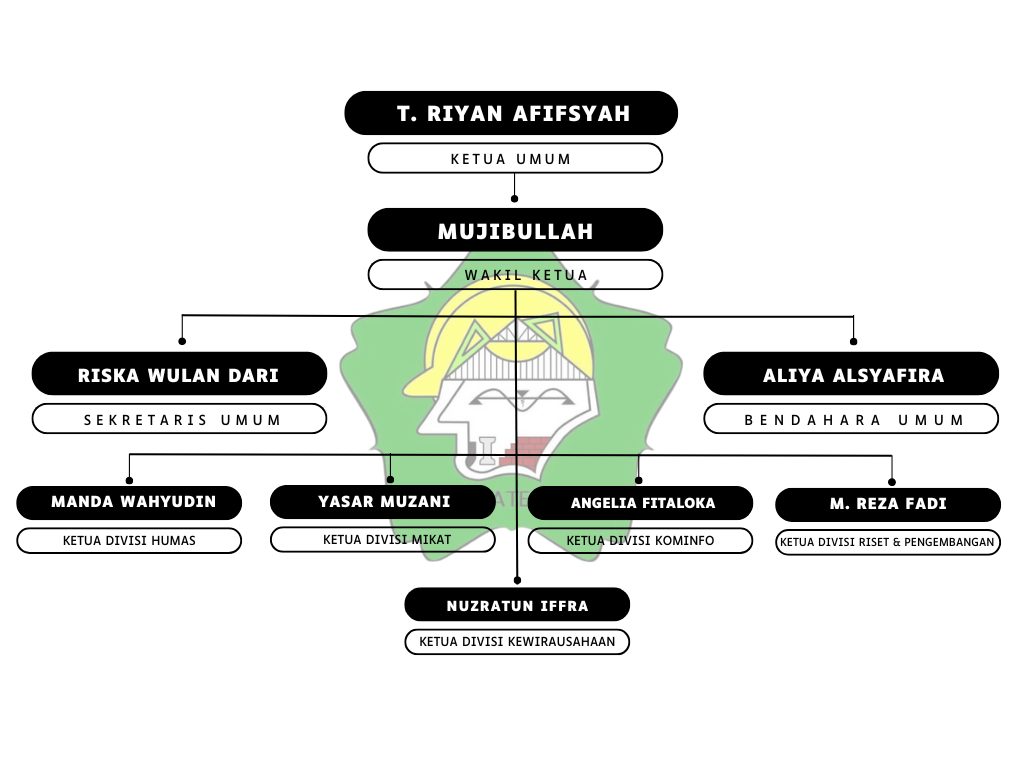 T. RIYAN AFIFSYAH
KETUA UMUM
MUJIBULLAH
WAKIL KETUA
RISKA WULAN DARI
ALIYA ALSYAFIRA
SEKRETARIS UMUM
BENDAHARA UMUM
MANDA WAHYUDIN
YASAR MUZANI
ANGELIA FITALOKA
M. REZA FADI
KETUA DIVISI HUMAS
KETUA DIVISI MIKAT
KETUA DIVISI KOMINFO
KETUA DIVISI RISET & PENGEMBANGAN
NUZRATUN IFFRA
KETUA DIVISI KEWIRAUSAHAAN